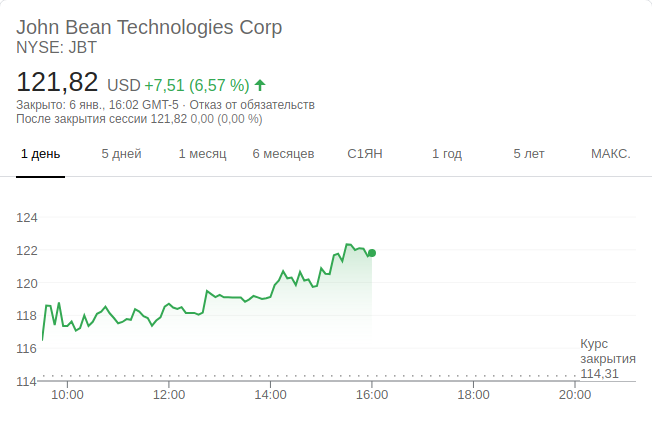 John Bean Technologies Corp
NYSE: JBT
121,82 USD +7,51 (6,57 %)
Закрыто: 6 янв., 16:02 GMT-5 · Отказ от обязательств
После закрытия сессии 121,82 0,00 (0,00 %)
1 день 5 дней 1 месяц 6 месяцев С1ЯН 1 год 5 лет МАКС.
124
122
120
118
116
114
Курс
закрытия
114,31
10:00 12:00 14:00 16:00 18:00 20:00